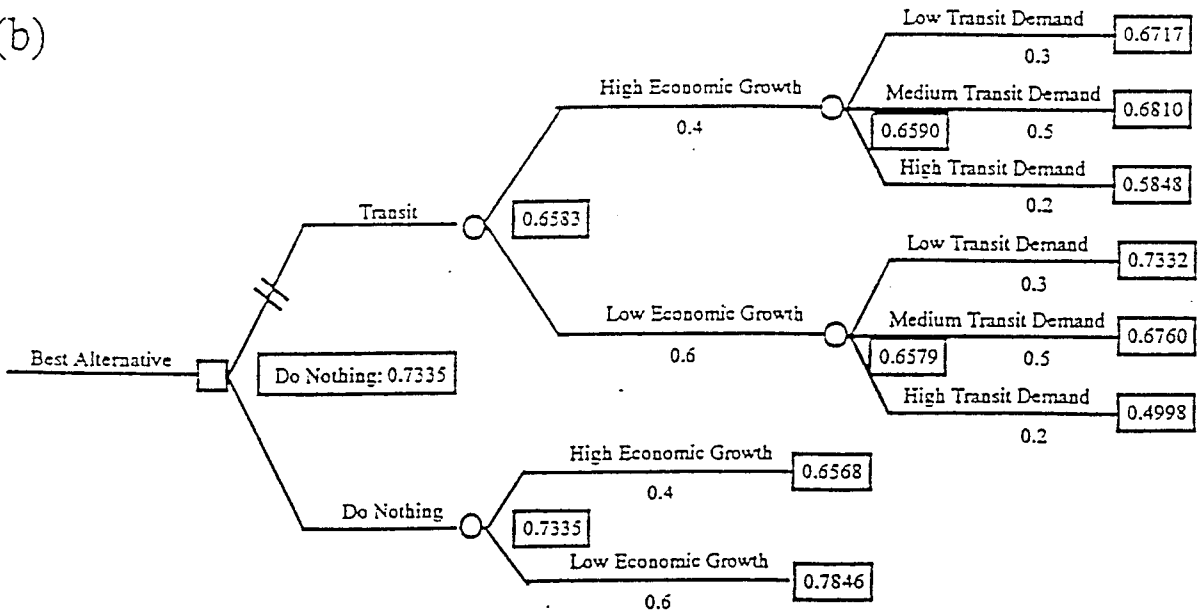 (b)
Low Transit Demand
0.6717
0.3
High Economic Growth
0.4
Medium Transit Demand
0.6810
0.6590
0.5
High Transit Demand
0.5848
0.2
Transit
0.6583
Low Transit Demand
0.7332
0.3
Low Economic Growth
0.6
Medium Transit Demand
0.6760
0.6579
0.5
High Transit Demand
0.4998
0.2
Best Alternative
Do Nothing: 0.7335
High Economic Growth
0.6568
0.4
Do Nothing
0.7335
Low Economic Growth
0.7846
0.6